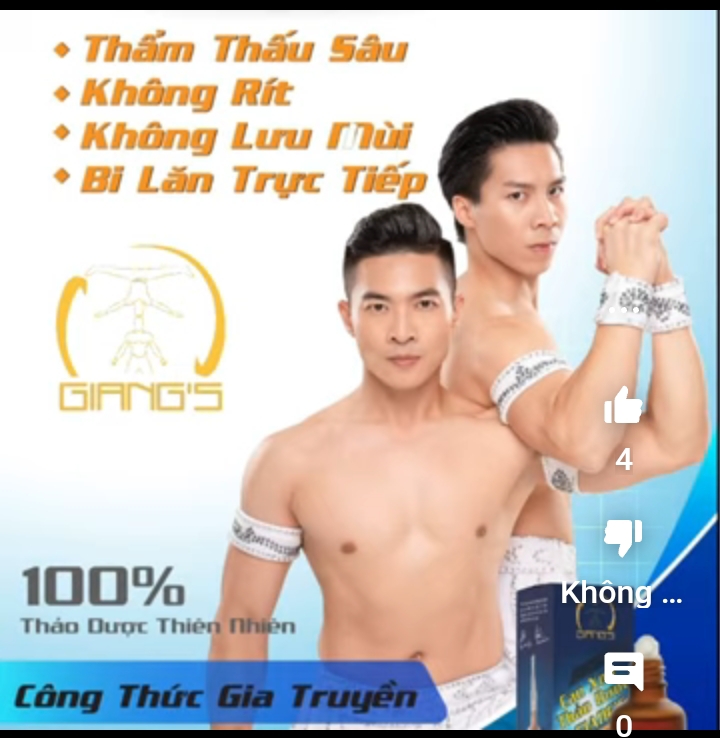 Thẩm Thấu Sâu
Không Rít
Không Lưu Mùi
Bi Lăn Trực Tiếp
GIANG'S
4
Không ...
100%
Thảo Dược Thiên Nhiên
GIANG'S
Công Thức Gia Truyền
0